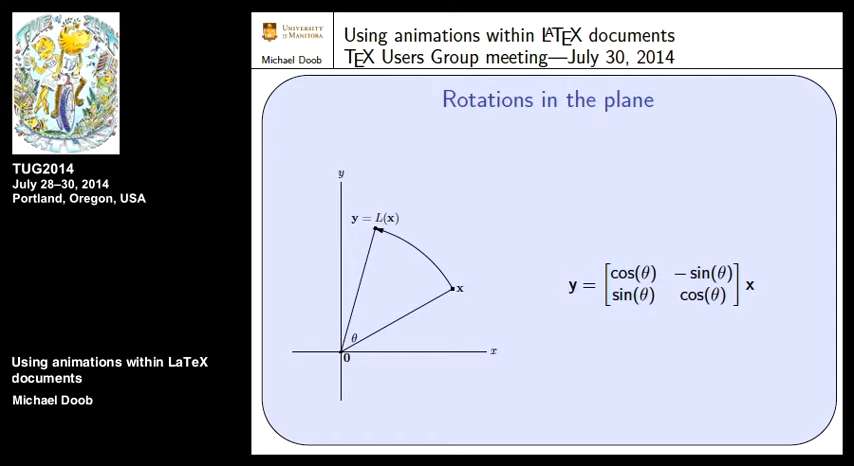 TUG2014
July 28–30, 2014
Portland, Oregon, USA
Using animations within LaTeX
documents
Michael Doob
UNIVERSITY
OF MANITOBA
Michael Doob
Using animations within LATEX documents
TEX Users Group meeting—July 30, 2014
Rotations in the plane
y
y = L(x)
x
θ
0
x
y = [cos(θ) − sin(θ)] x
[sin(θ) cos(θ)]